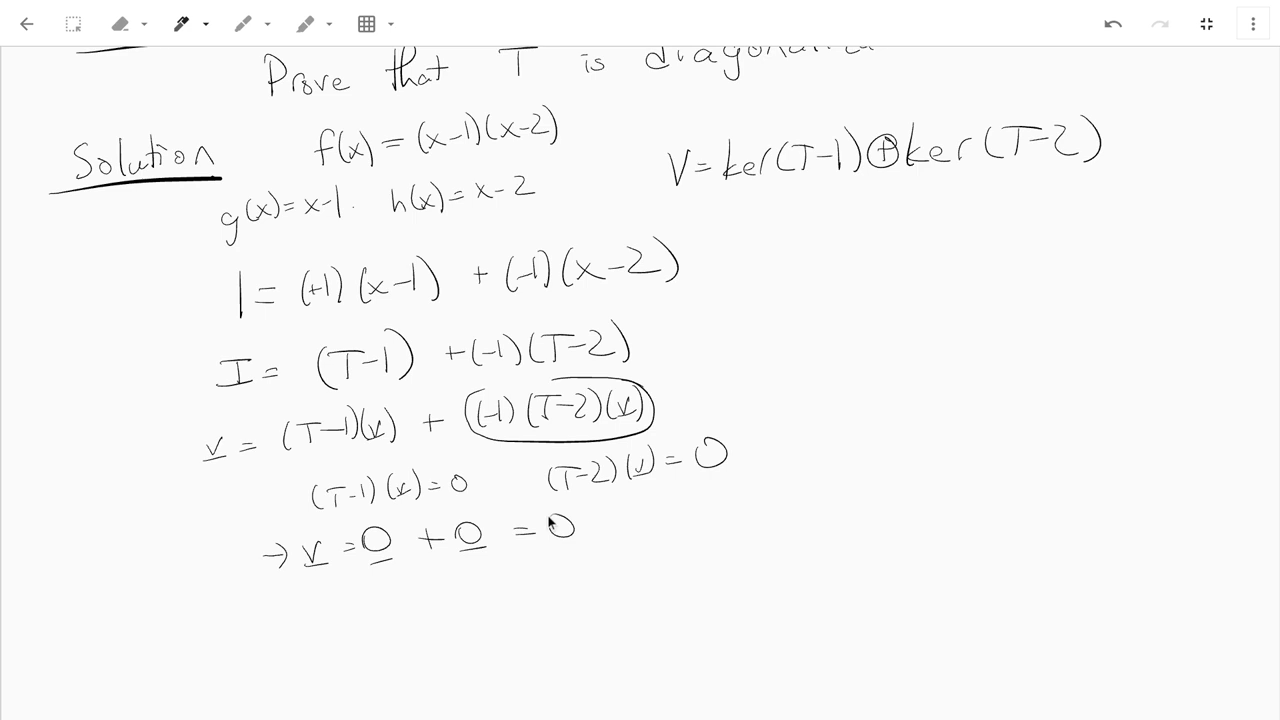 Prove that T is
Solution f(x) = (x-1)(x-2)
V = ker(T-1) ⊕ ker(T-2)
g(x) = x-1. h(x) = x-2
1 = (+1)(x-1) + (-1)(x-2)
I = (T-1) + (-1)(T-2)
v = (T-1)(v) + (-1)(T-2)(v)
(T-1)(v) = 0 (T-2)(v) = 0
→ v = 0 + 0 = 0